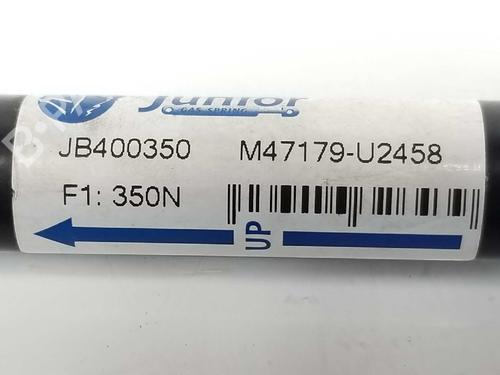 Junior
GAS SPRING
JB400350 M47179-U2458
F1: 350N
UP